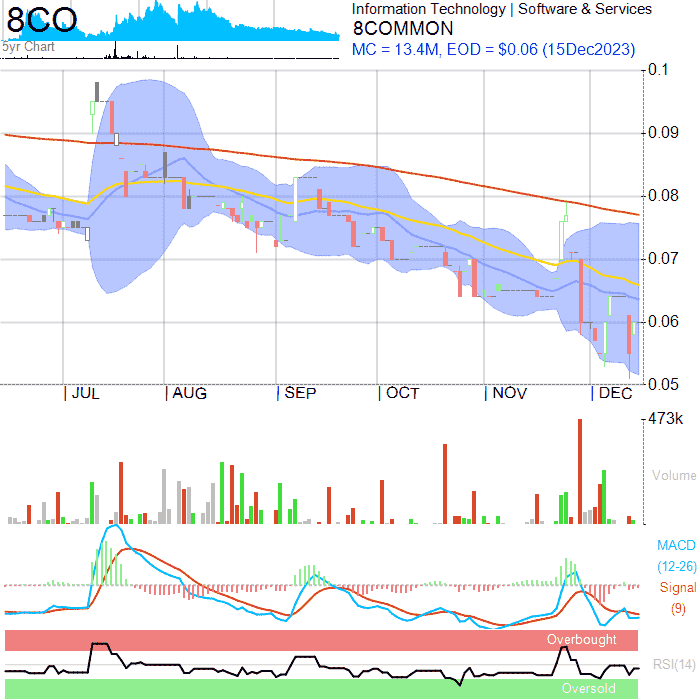 8CO
5yr Chart
Information Technology | Software & Services
8COMMON
MC = 13.4M, EOD = $0.06 (15Dec2023)
0.1
0.09
0.08
0.07
0.06
0.05
JUL AUG SEP OCT NOV DEC
473k
Volume
MACD
(12-26)
Signal
(9)
Overbought
RSI(14)
Oversold